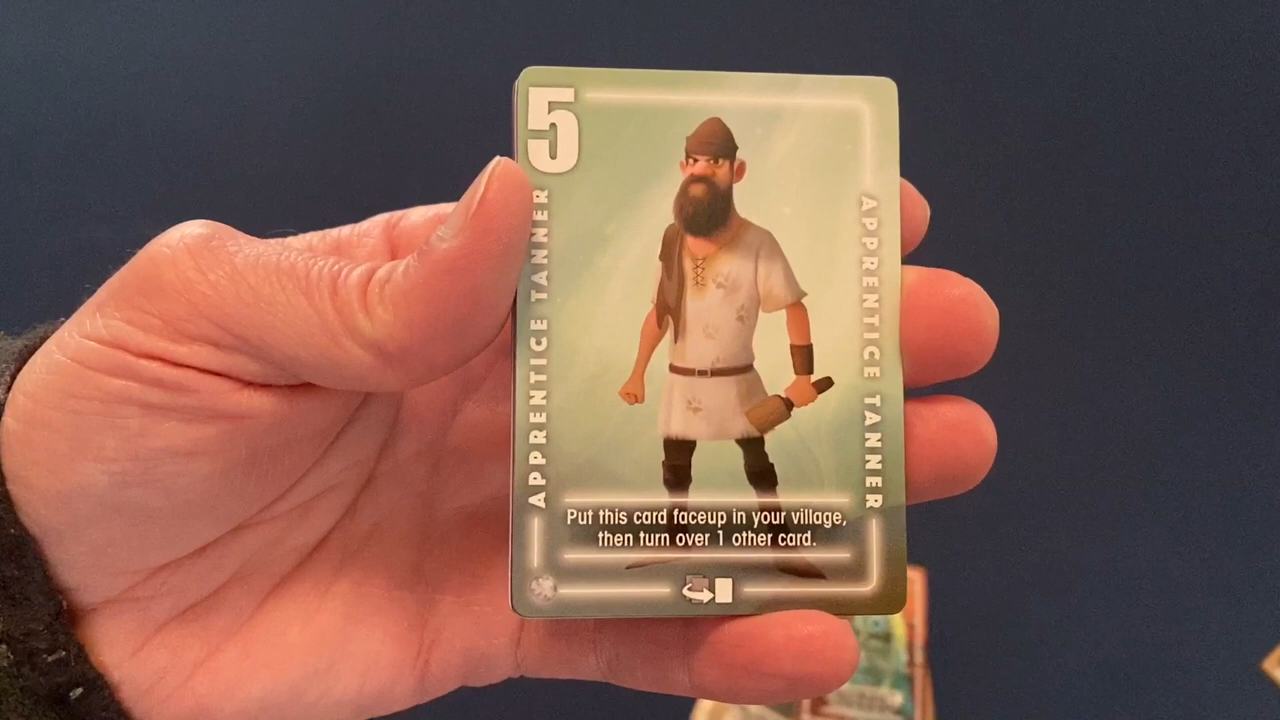 5
APPRENTICE TANNER
APPRENTICE TANNER
Put this card faceup in your village,
then turn over 1 other card.